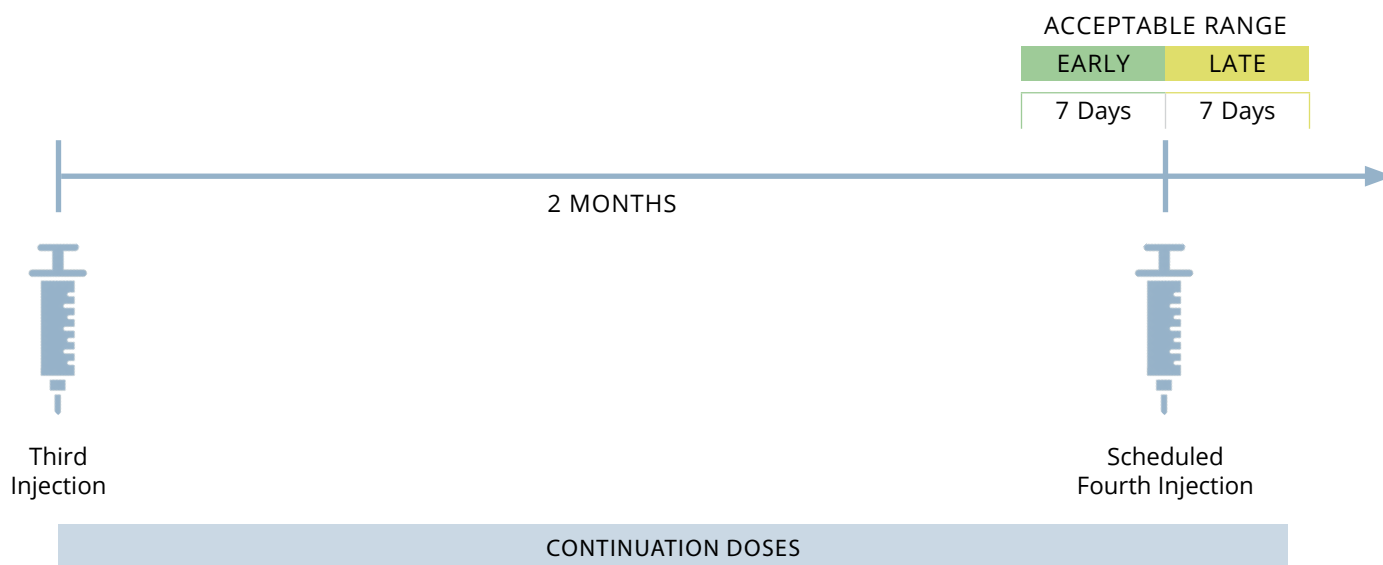 ACCEPTABLE RANGE
EARLY LATE
7 Days 7 Days
2 MONTHS
Third
Injection
Scheduled
Fourth Injection
CONTINUATION DOSES